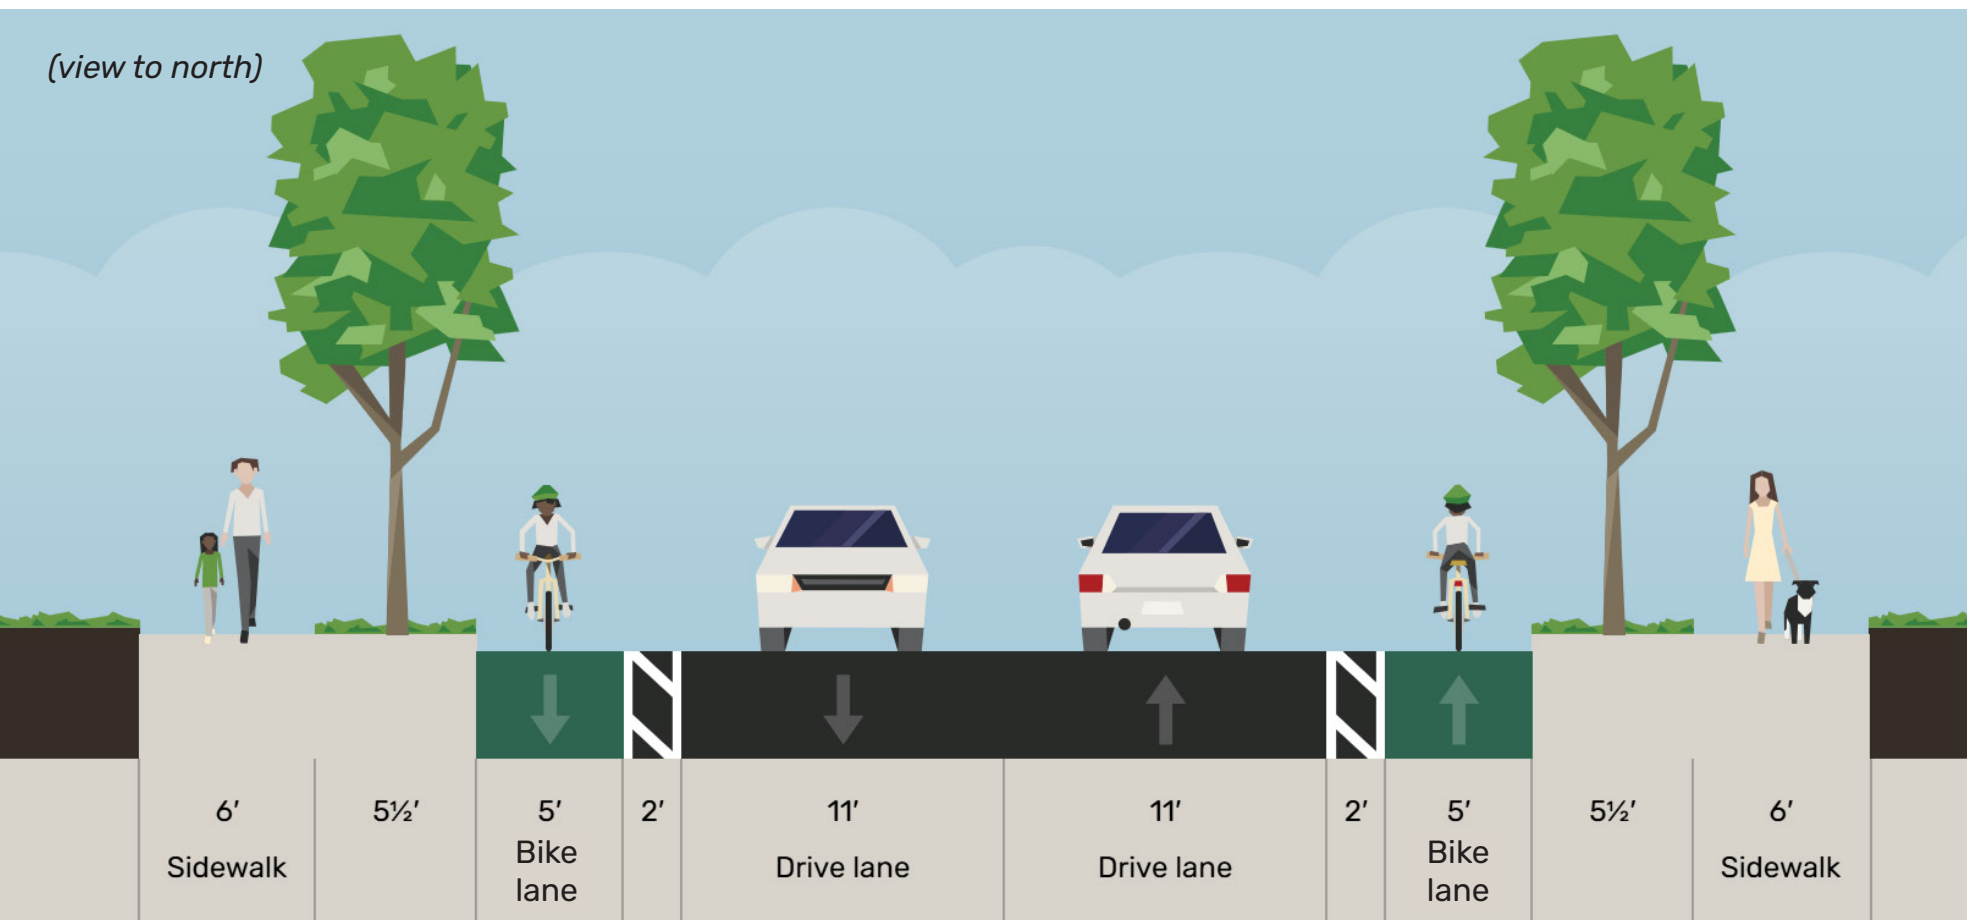 (view to north)
6′ 5½′ 5′ 2′ 11′ 11′ 2′ 5′ 5½′ 6′
Sidewalk Bike lane Drive lane Drive lane Bike lane Sidewalk